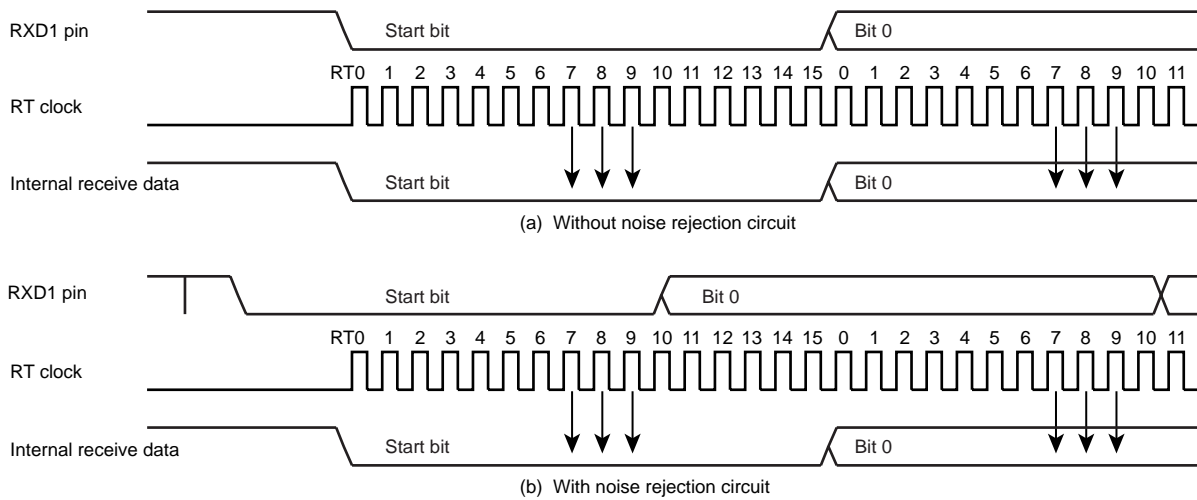 RXD1 pin Start bit Bit 0
RT0 1 2 3 4 5 6 7 8 9 10 11 12 13 14 15 0 1 2 3 4 5 6 7 8 9 10 11
RT clock
Internal receive data Start bit Bit 0
(a) Without noise rejection circuit
RXD1 pin Start bit Bit 0
RT0 1 2 3 4 5 6 7 8 9 10 11 12 13 14 15 0 1 2 3 4 5 6 7 8 9 10 11
RT clock
Internal receive data Start bit Bit 0
(b) With noise rejection circuit